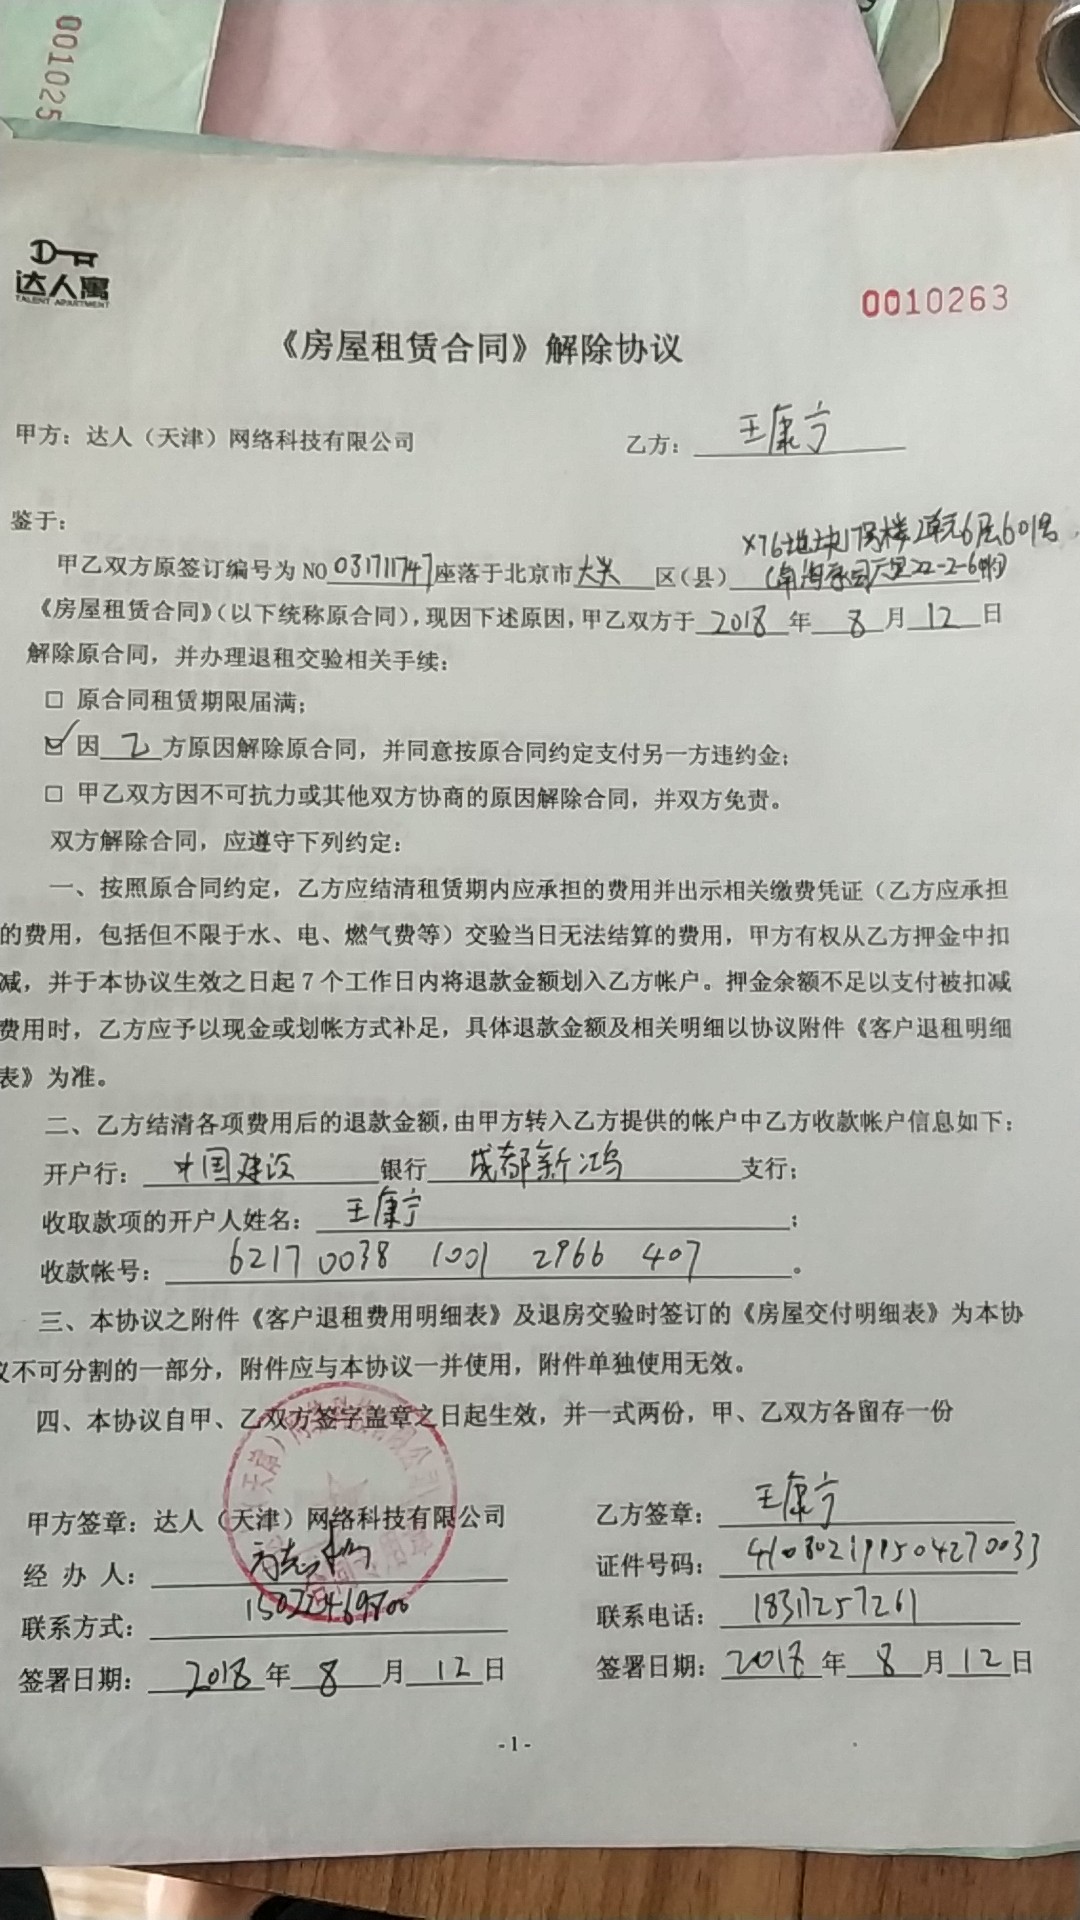 001025
达人寓
TALENT APARTMENT
0010263
《房屋租赁合同》解除协议
甲方：达人（天津）网络科技有限公司 乙方：王康宁
鉴于：
X76地块17号楼2单元6层601号
甲乙双方原签订编号为NO 031711747 座落于北京市 大兴 区（县）
《房屋租赁合同》（以下统称原合同），现因下述原因，甲乙双方于 2018 年 8 月 12 日
解除原合同，并办理退租交验相关手续：
□ 原合同租赁期限届满；
☑ 因 乙 方原因解除原合同，并同意按原合同约定支付另一方违约金；
□ 甲乙双方因不可抗力或其他双方协商的原因解除合同，并双方免责。
双方解除合同，应遵守下列约定：
一、按照原合同约定，乙方应结清租赁期内应承担的费用并出示相关缴费凭证（乙方应承担
的费用，包括但不限于水、电、燃气费等）交验当日无法结算的费用，甲方有权从乙方押金中扣
减，并于本协议生效之日起7个工作日内将退款金额划入乙方帐户。押金余额不足以支付被扣减
费用时，乙方应予以现金或划帐方式补足，具体退款金额及相关明细以协议附件《客户退租明细
表》为准。
二、乙方结清各项费用后的退款金额，由甲方转入乙方提供的帐户中乙方收款帐户信息如下：
开户行： 中国建设 银行 成都新鸿 支行；
收取款项的开户人姓名： 王康宁 ；
收款帐号： 6217 0038 1001 2966 407 。
三、本协议之附件《客户退租费用明细表》及退房交验时签订的《房屋交付明细表》为本协
议不可分割的一部分，附件应与本协议一并使用，附件单独使用无效。
四、本协议自甲、乙双方签字盖章之日起生效，并一式两份，甲、乙双方各留存一份
甲方签章：达人（天津）网络科技有限公司 乙方签章： 王康宁
经 办 人： 证件号码： 410802199504270033
联系方式： 联系电话： 18317257261
签署日期： 2018 年 8 月 12 日 签署日期： 2018 年 8 月 12 日
- 1 -